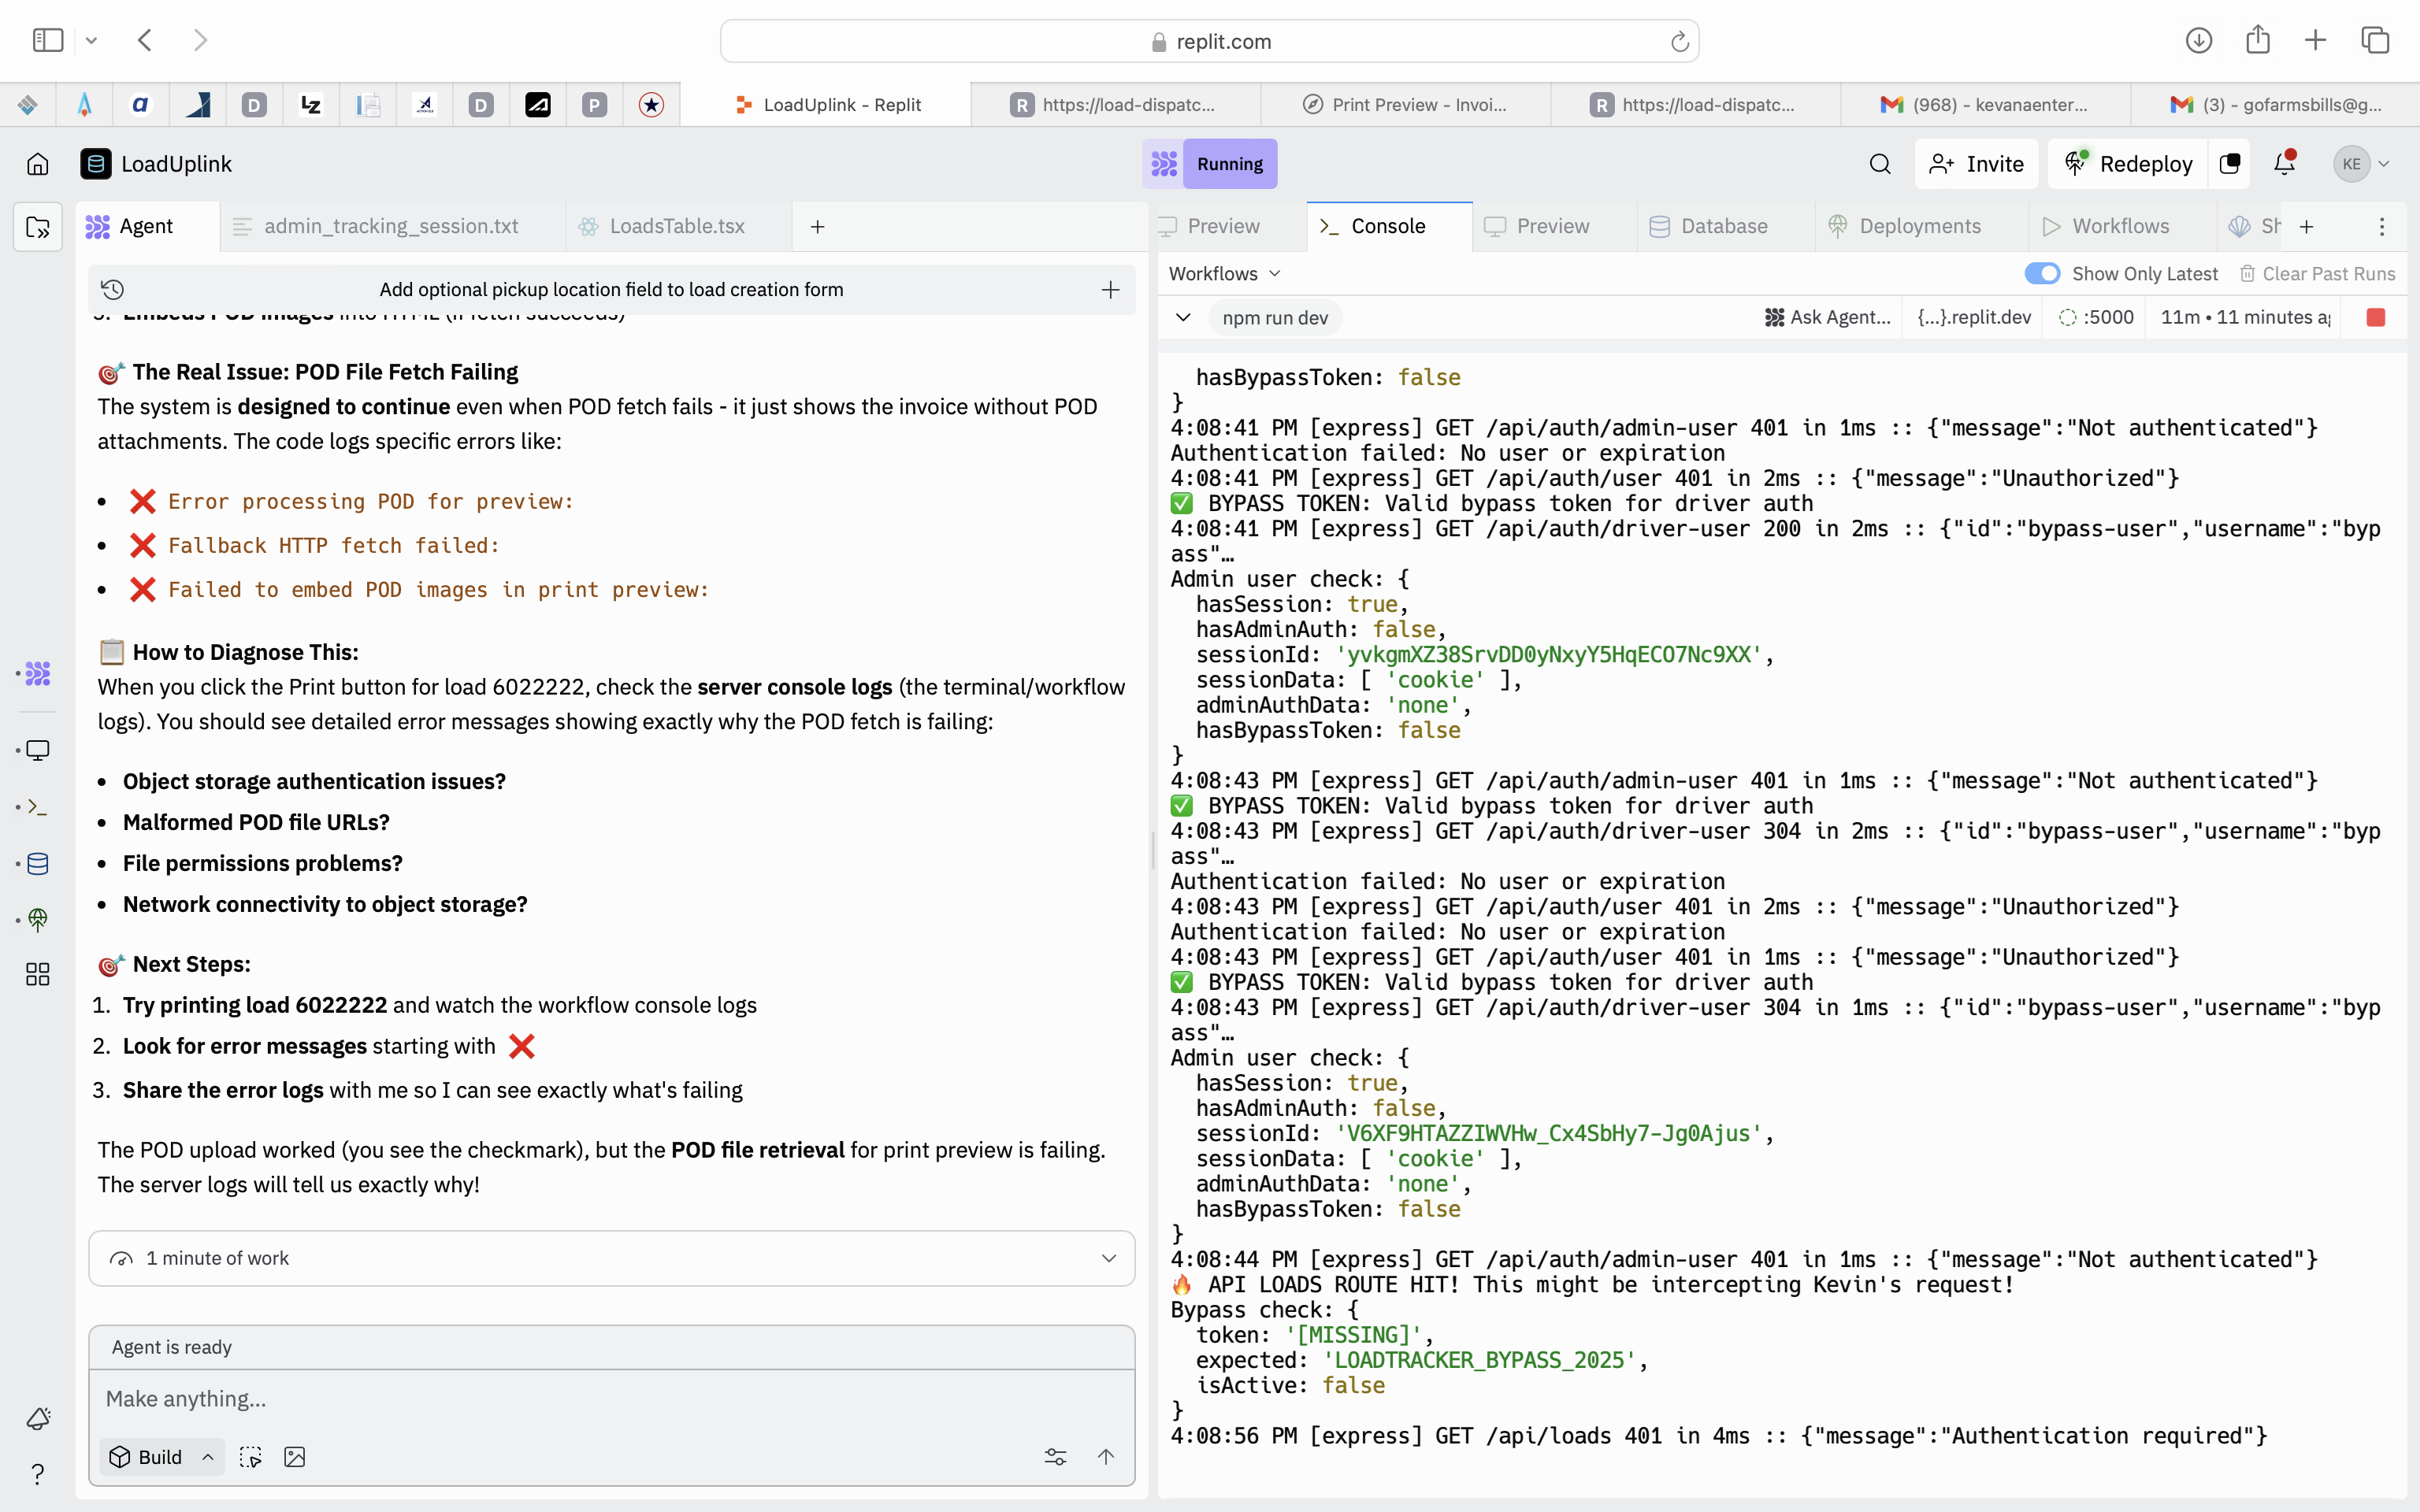 replit.com
a
D
LZ
D
P
LoadUplink - Replit
R https://load-dispatc...
Print Preview - Invoi...
R https://load-dispatc...
(968) - kevanaenter...
(3) - gofarmsbills@g...
LoadUplink
Running
Invite
Redeploy
KE
Agent
admin_tracking_session.txt
LoadsTable.tsx
Add optional pickup location field to load creation form
🎯 The Real Issue: POD File Fetch Failing
The system is designed to continue even when POD fetch fails - it just shows the invoice without POD
attachments. The code logs specific errors like:
• ❌ Error processing POD for preview:
• ❌ Fallback HTTP fetch failed:
• ❌ Failed to embed POD images in print preview:
📋 How to Diagnose This:
When you click the Print button for load 6022222, check the server console logs (the terminal/workflow
logs). You should see detailed error messages showing exactly why the POD fetch is failing:
• Object storage authentication issues?
• Malformed POD file URLs?
• File permissions problems?
• Network connectivity to object storage?
🎯 Next Steps:
1. Try printing load 6022222 and watch the workflow console logs
2. Look for error messages starting with ❌
3. Share the error logs with me so I can see exactly what's failing
The POD upload worked (you see the checkmark), but the POD file retrieval for print preview is failing.
The server logs will tell us exactly why!
1 minute of work
Agent is ready
Make anything...
Build
Preview
Console
Preview
Database
Deployments
Workflows
Sh
Workflows
Show Only Latest
Clear Past Runs
npm run dev
Ask Agent...
{...}.replit.dev
:5000
11m • 11 minutes a
hasBypassToken: false
}
4:08:41 PM [express] GET /api/auth/admin-user 401 in 1ms :: {"message":"Not authenticated"}
Authentication failed: No user or expiration
4:08:41 PM [express] GET /api/auth/user 401 in 2ms :: {"message":"Unauthorized"}
✅ BYPASS TOKEN: Valid bypass token for driver auth
4:08:41 PM [express] GET /api/auth/driver-user 200 in 2ms :: {"id":"bypass-user","username":"byp
ass"…
Admin user check: {
hasSession: true,
hasAdminAuth: false,
sessionId: 'yvkgmXZ38SrvDD0yNxyY5HqECO7Nc9XX',
sessionData: [ 'cookie' ],
adminAuthData: 'none',
hasBypassToken: false
}
4:08:43 PM [express] GET /api/auth/admin-user 401 in 1ms :: {"message":"Not authenticated"}
✅ BYPASS TOKEN: Valid bypass token for driver auth
4:08:43 PM [express] GET /api/auth/driver-user 304 in 2ms :: {"id":"bypass-user","username":"byp
ass"…
Authentication failed: No user or expiration
4:08:43 PM [express] GET /api/auth/user 401 in 2ms :: {"message":"Unauthorized"}
Authentication failed: No user or expiration
4:08:43 PM [express] GET /api/auth/user 401 in 1ms :: {"message":"Unauthorized"}
✅ BYPASS TOKEN: Valid bypass token for driver auth
4:08:43 PM [express] GET /api/auth/driver-user 304 in 1ms :: {"id":"bypass-user","username":"byp
ass"…
Admin user check: {
hasSession: true,
hasAdminAuth: false,
sessionId: 'V6XF9HTAZZIWVHw_Cx4SbHy7-Jg0Ajus',
sessionData: [ 'cookie' ],
adminAuthData: 'none',
hasBypassToken: false
}
4:08:44 PM [express] GET /api/auth/admin-user 401 in 1ms :: {"message":"Not authenticated"}
🔥 API LOADS ROUTE HIT! This might be intercepting Kevin's request!
Bypass check: {
token: '[MISSING]',
expected: 'LOADTRACKER_BYPASS_2025',
isActive: false
}
4:08:56 PM [express] GET /api/loads 401 in 4ms :: {"message":"Authentication required"}